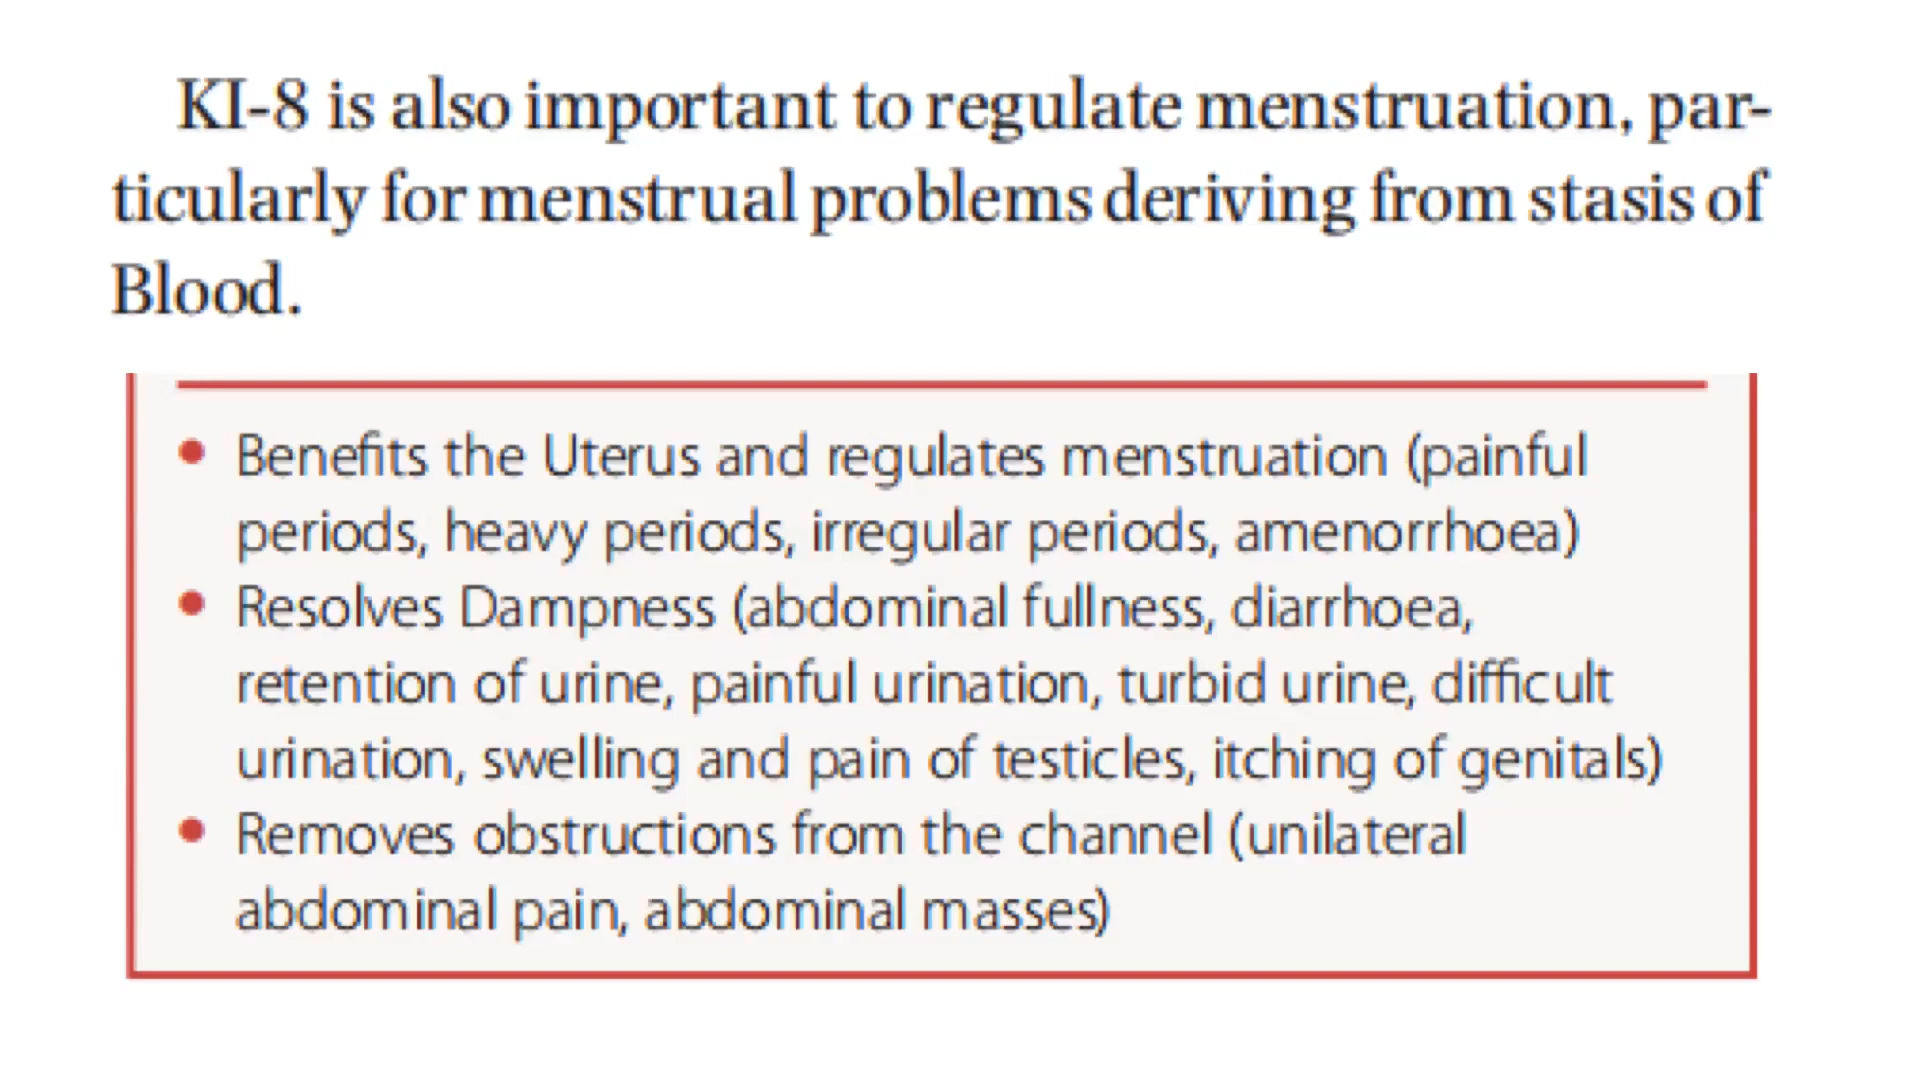 KI-8 is also important to regulate menstruation, par-
ticularly for menstrual problems deriving from stasis of
Blood.
• Benefits the Uterus and regulates menstruation (painful
periods, heavy periods, irregular periods, amenorrhoea)
• Resolves Dampness (abdominal fullness, diarrhoea,
retention of urine, painful urination, turbid urine, difficult
urination, swelling and pain of testicles, itching of genitals)
• Removes obstructions from the channel (unilateral
abdominal pain, abdominal masses)